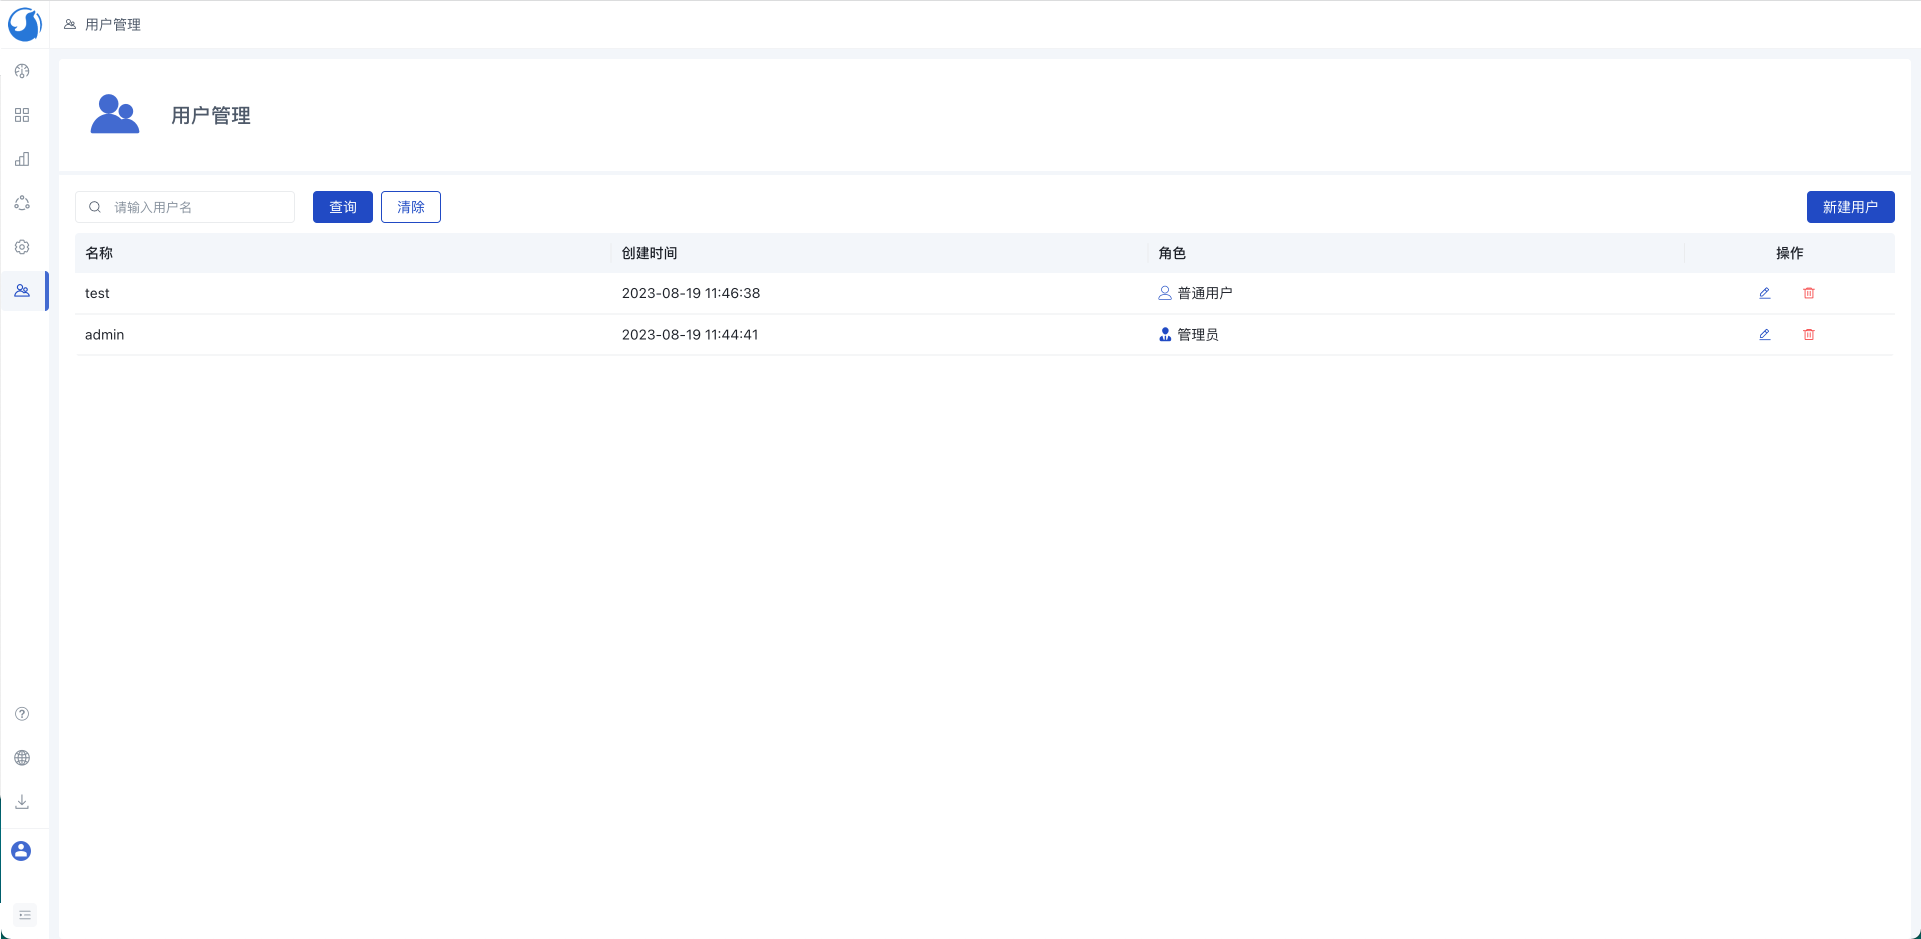 用户管理
用户管理
请输入用户名 查询 清除 新建用户
名称 创建时间 角色 操作
test 2023-08-19 11:46:38 普通用户
admin 2023-08-19 11:44:41 管理员